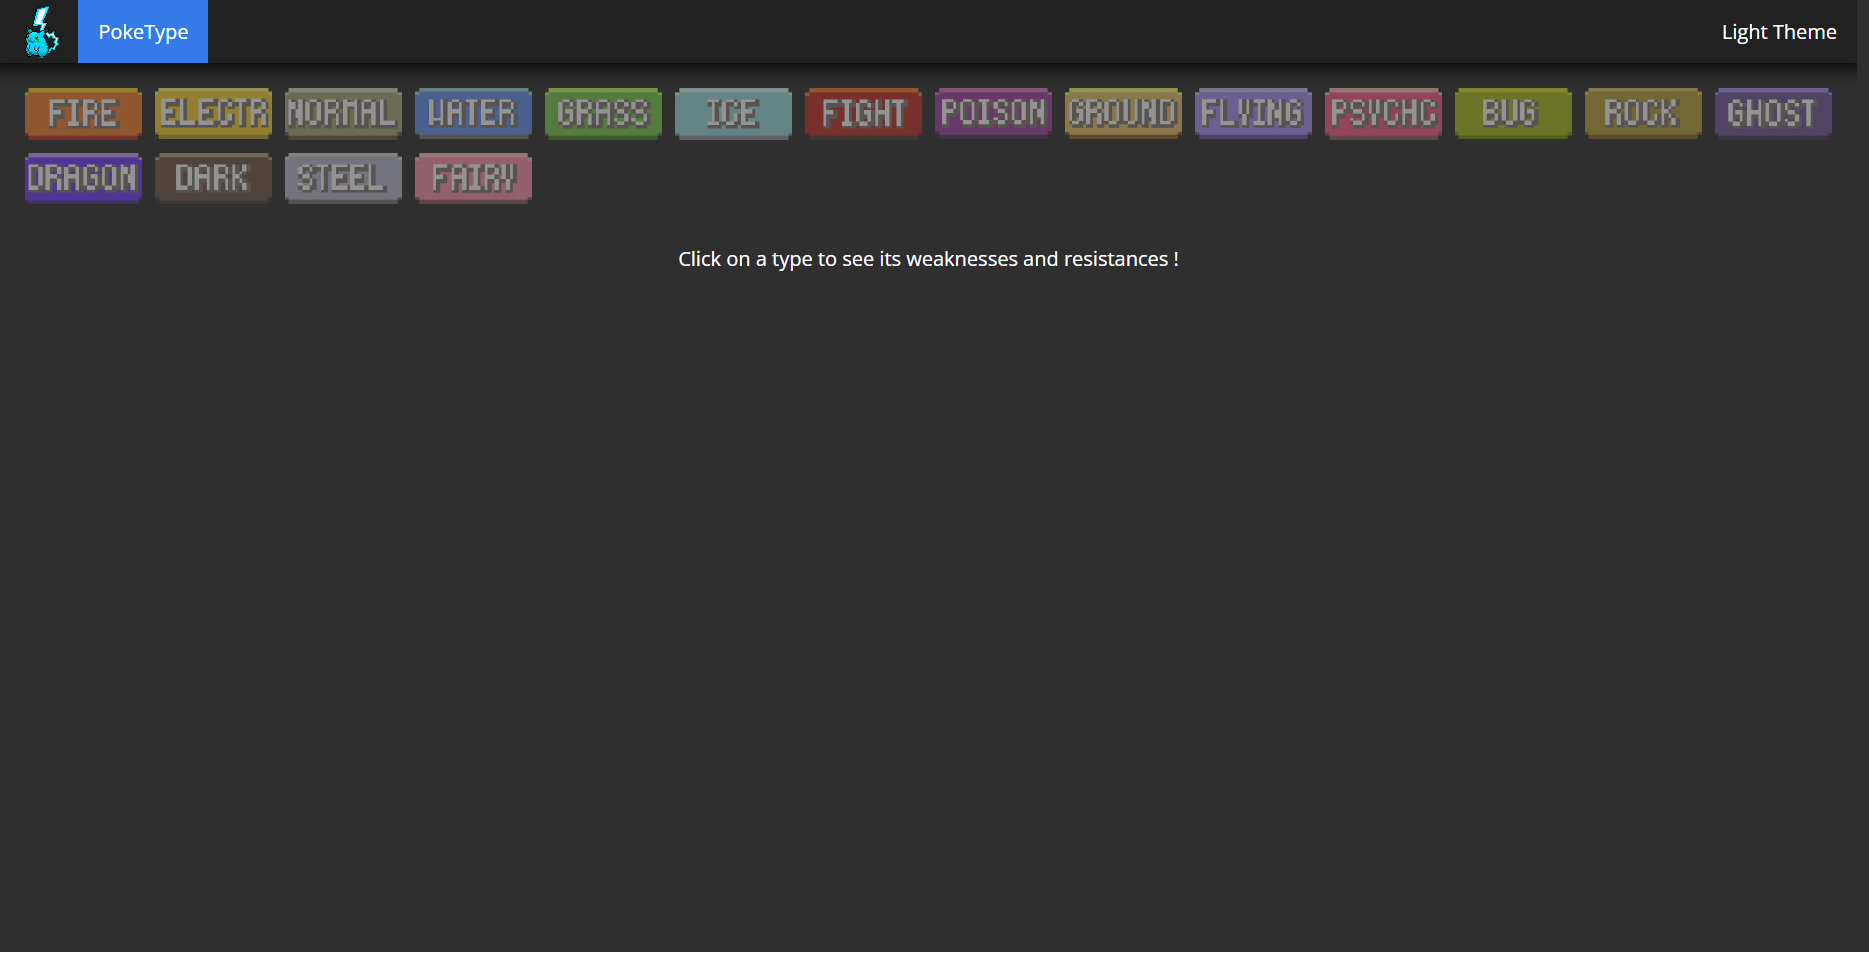 PokeType Light Theme
FIRE ELECTR NORMAL WATER GRASS ICE FIGHT POISON GROUND FLYING PSYCHC BUG ROCK GHOST
DRAGON DARK STEEL FAIRY
Click on a type to see its weaknesses and resistances !